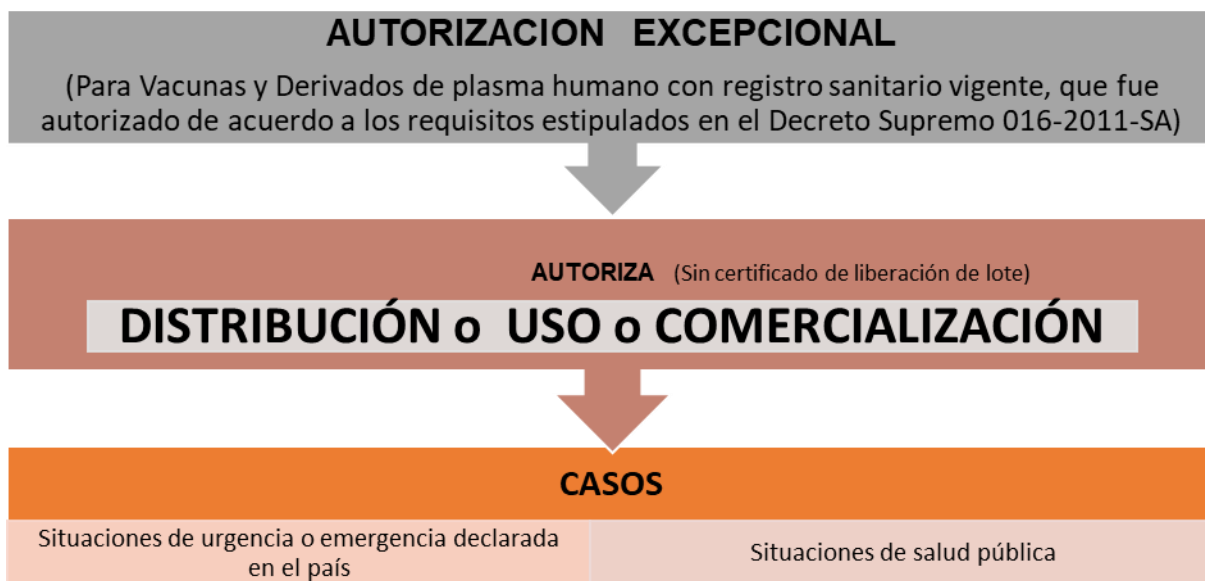 AUTORIZACION EXCEPCIONAL
(Para Vacunas y Derivados de plasma humano con registro sanitario vigente, que fue
autorizado de acuerdo a los requisitos estipulados en el Decreto Supremo 016-2011-SA)
AUTORIZA (Sin certificado de liberación de lote)
DISTRIBUCIÓN o USO o COMERCIALIZACIÓN
CASOS
Situaciones de urgencia o emergencia declarada
en el país
Situaciones de salud pública